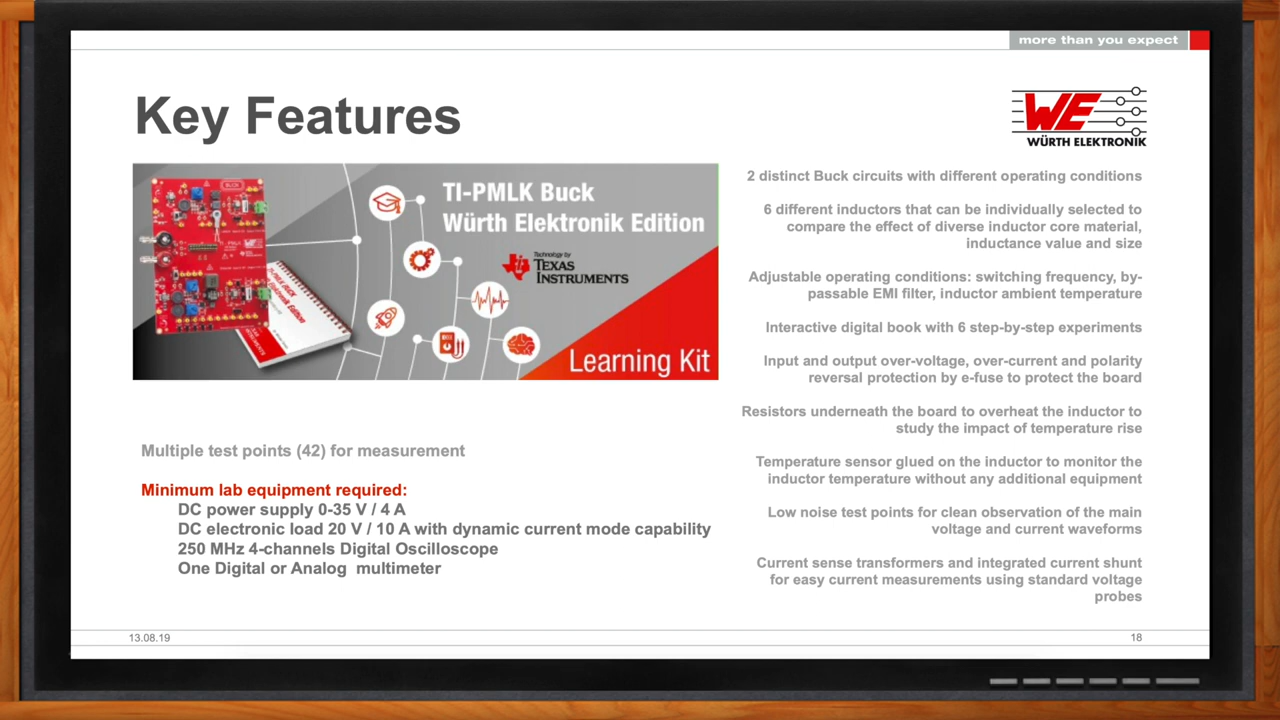 more than you expect
Key Features
WE
WÜRTH ELEKTRONIK
BUCK
TI-PMLK Buck
Würth Elektronik Edition
Technology by
TEXAS
INSTRUMENTS
Learning Kit
2 distinct Buck circuits with different operating conditions
6 different inductors that can be individually selected to
compare the effect of diverse inductor core material,
inductance value and size
Adjustable operating conditions: switching frequency, by-
passable EMI filter, inductor ambient temperature
Interactive digital book with 6 step-by-step experiments
Input and output over-voltage, over-current and polarity
reversal protection by e-fuse to protect the board
Resistors underneath the board to overheat the inductor to
study the impact of temperature rise
Temperature sensor glued on the inductor to monitor the
inductor temperature without any additional equipment
Low noise test points for clean observation of the main
voltage and current waveforms
Current sense transformers and integrated current shunt
for easy current measurements using standard voltage
probes
Multiple test points (42) for measurement
Minimum lab equipment required:
DC power supply 0-35 V / 4 A
DC electronic load 20 V / 10 A with dynamic current mode capability
250 MHz 4-channels Digital Oscilloscope
One Digital or Analog multimeter
13.08.19
18